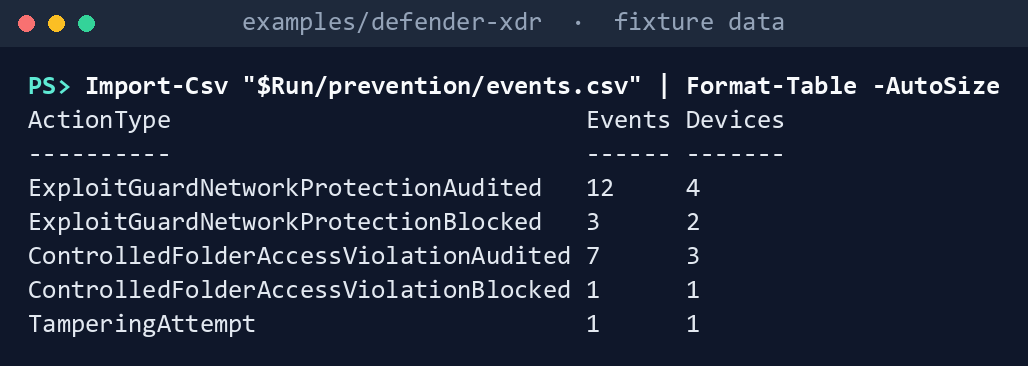 examples/defender-xdr · fixture data
PS> Import-Csv "$Run/prevention/events.csv" | Format-Table -AutoSize
ActionType Events Devices
---------- ------ -------
ExploitGuardNetworkProtectionAudited 12 4
ExploitGuardNetworkProtectionBlocked 3 2
ControlledFolderAccessViolationAudited 7 3
ControlledFolderAccessViolationBlocked 1 1
TamperingAttempt 1 1